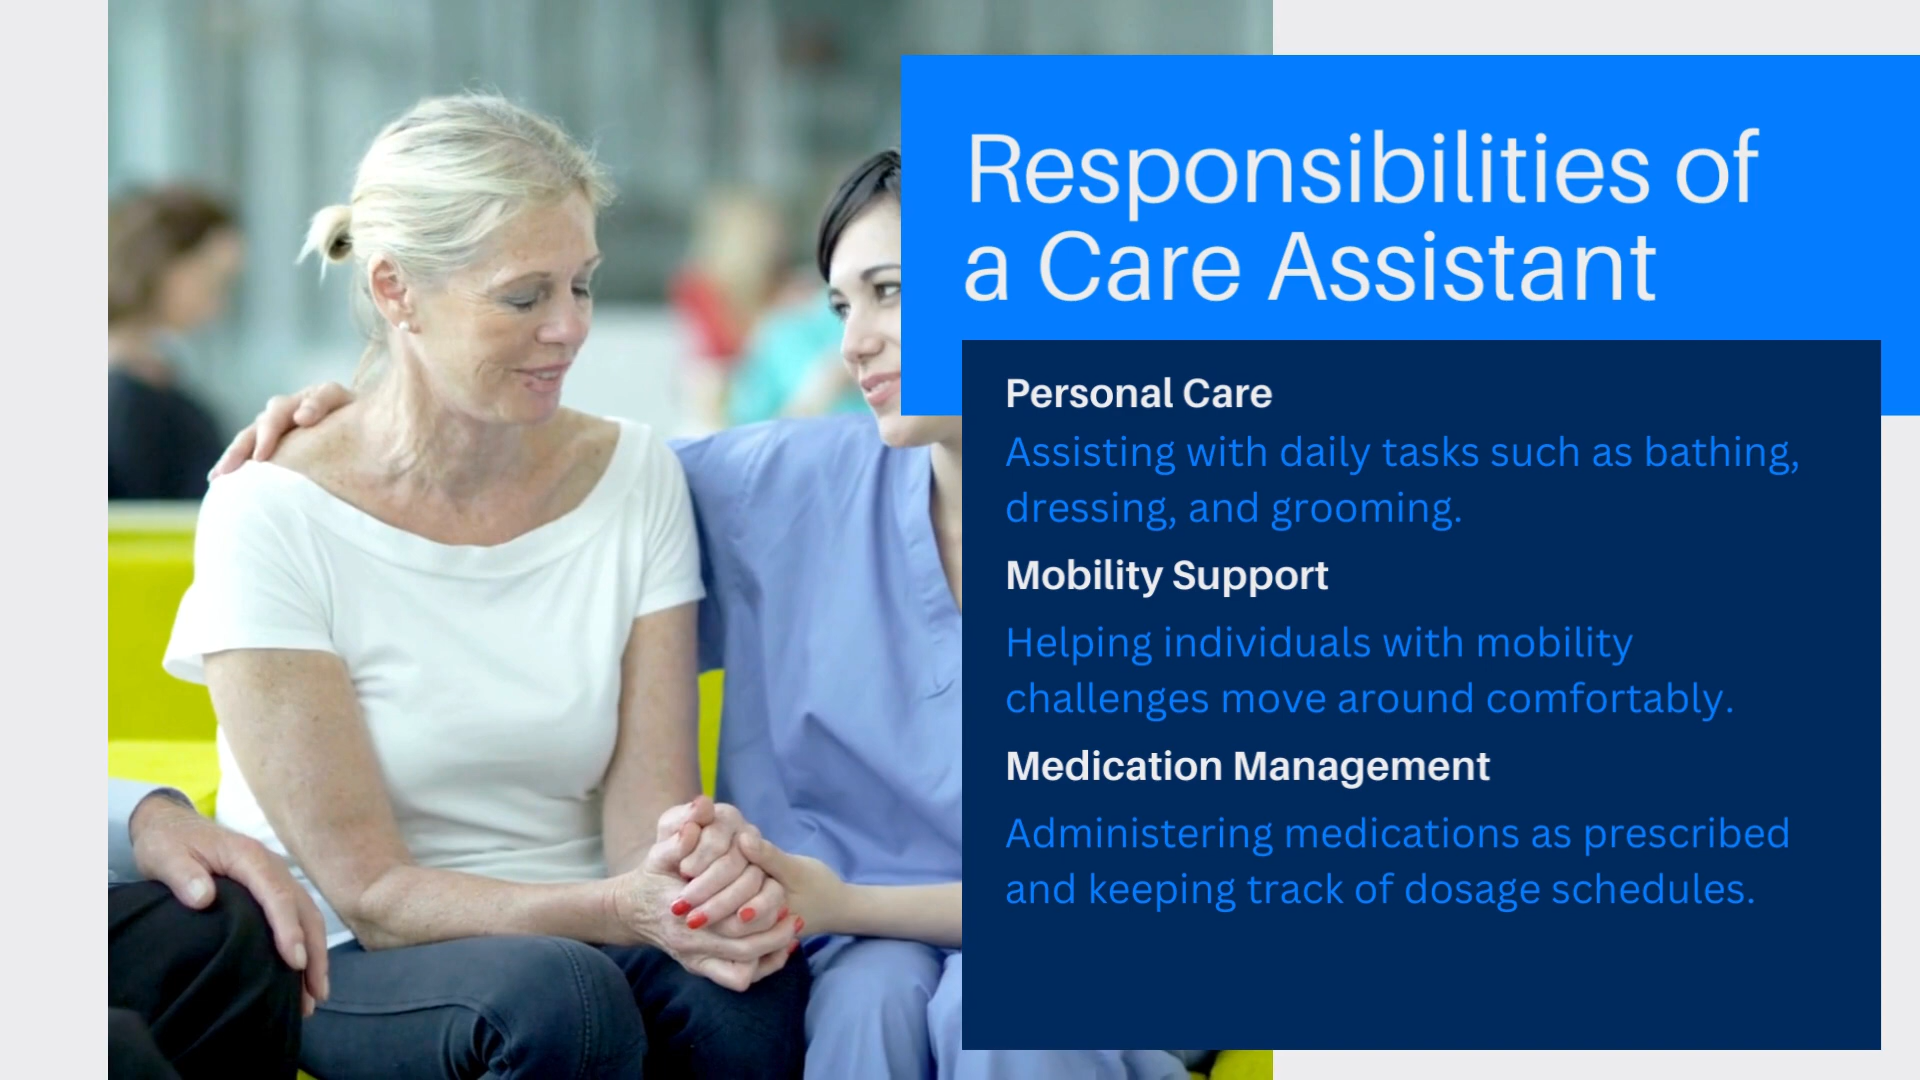 Responsibilities of
a Care Assistant
Personal Care
Assisting with daily tasks such as bathing,
dressing, and grooming.
Mobility Support
Helping individuals with mobility
challenges move around comfortably.
Medication Management
Administering medications as prescribed
and keeping track of dosage schedules.